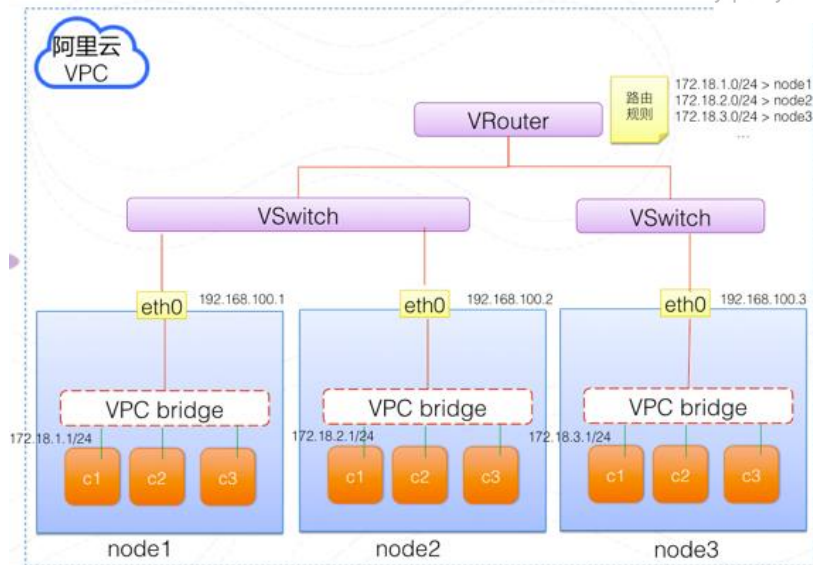 阿里云
VPC
VRouter
路由
规则
172.18.1.0/24 > node1
172.18.2.0/24 > node2
172.18.3.0/24 > node3
...
VSwitch
VSwitch
eth0
192.168.100.1
eth0
192.168.100.2
eth0
192.168.100.3
VPC bridge
VPC bridge
VPC bridge
172.18.1.1/24
172.18.2.1/24
172.18.3.1/24
c1
c2
c3
c1
c2
c3
c1
c2
c3
node1
node2
node3